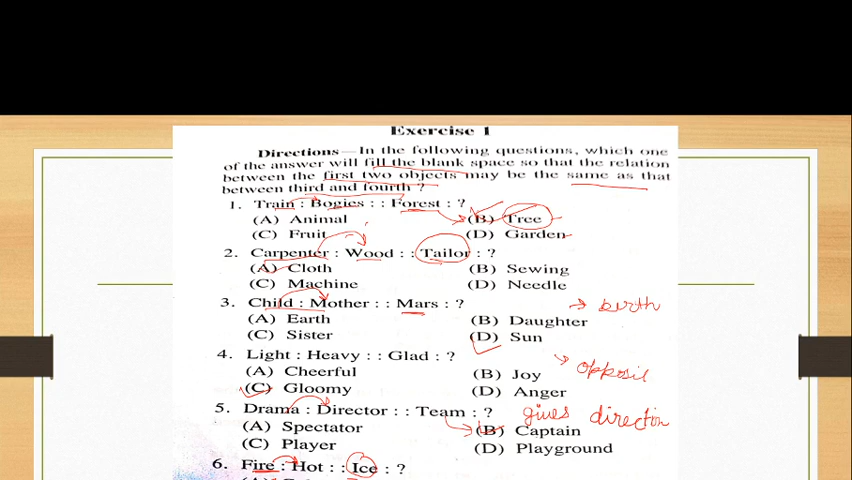 Exercise 1
Directions—In the following questions, which one
of the answer will fill the blank space so that the relation
between the first two objects may be the same as that
between third and fourth ?
1. Train : Bogies : : Forest : ?
(A) Animal (B) Tree
(C) Fruit (D) Garden
2. Carpenter : Wood : : Tailor : ?
(A) Cloth (B) Sewing
(C) Machine (D) Needle
3. Child : Mother : : Mars : ?
→ birth
(A) Earth (B) Daughter
(C) Sister (D) Sun
4. Light : Heavy : : Glad : ?
(A) Cheerful (B) Joy
→ opposit
(C) Gloomy (D) Anger
5. Drama : Director : : Team : ?
gives direction
(A) Spectator (B) Captain
(C) Player (D) Playground
6. Fire : Hot : : Ice : ?